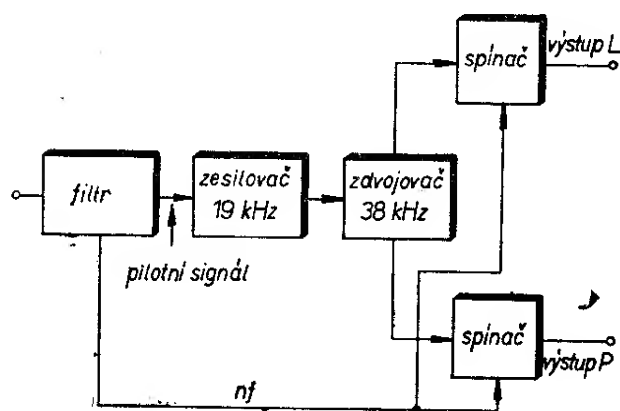 spínač
výstup L
filtr
zesilovač
19 kHz
zdvojovač
38 kHz
pilotní signál
spínač
výstup P
nf